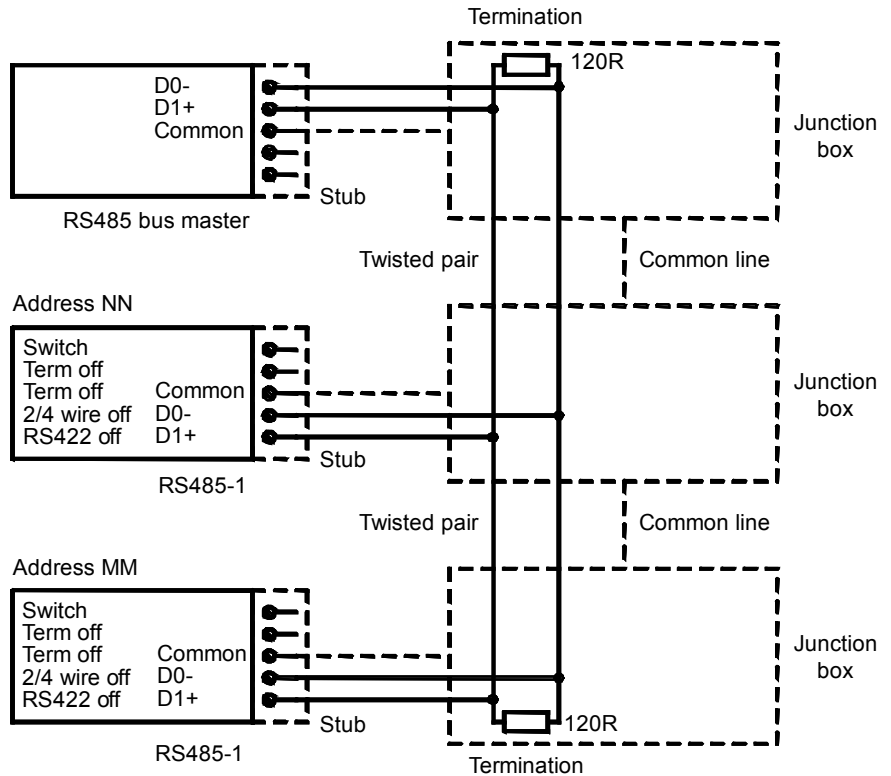 Termination
120R
D0-
D1+
Common
Junction
box
Stub
RS485 bus master
Twisted pair
Common line
Address NN
Switch
Term off
Term off Common
2/4 wire off D0-
RS422 off D1+
Junction
box
Stub
RS485-1
Twisted pair
Common line
Address MM
Switch
Term off
Term off Common
2/4 wire off D0-
RS422 off D1+
Junction
box
Stub
120R
RS485-1
Termination